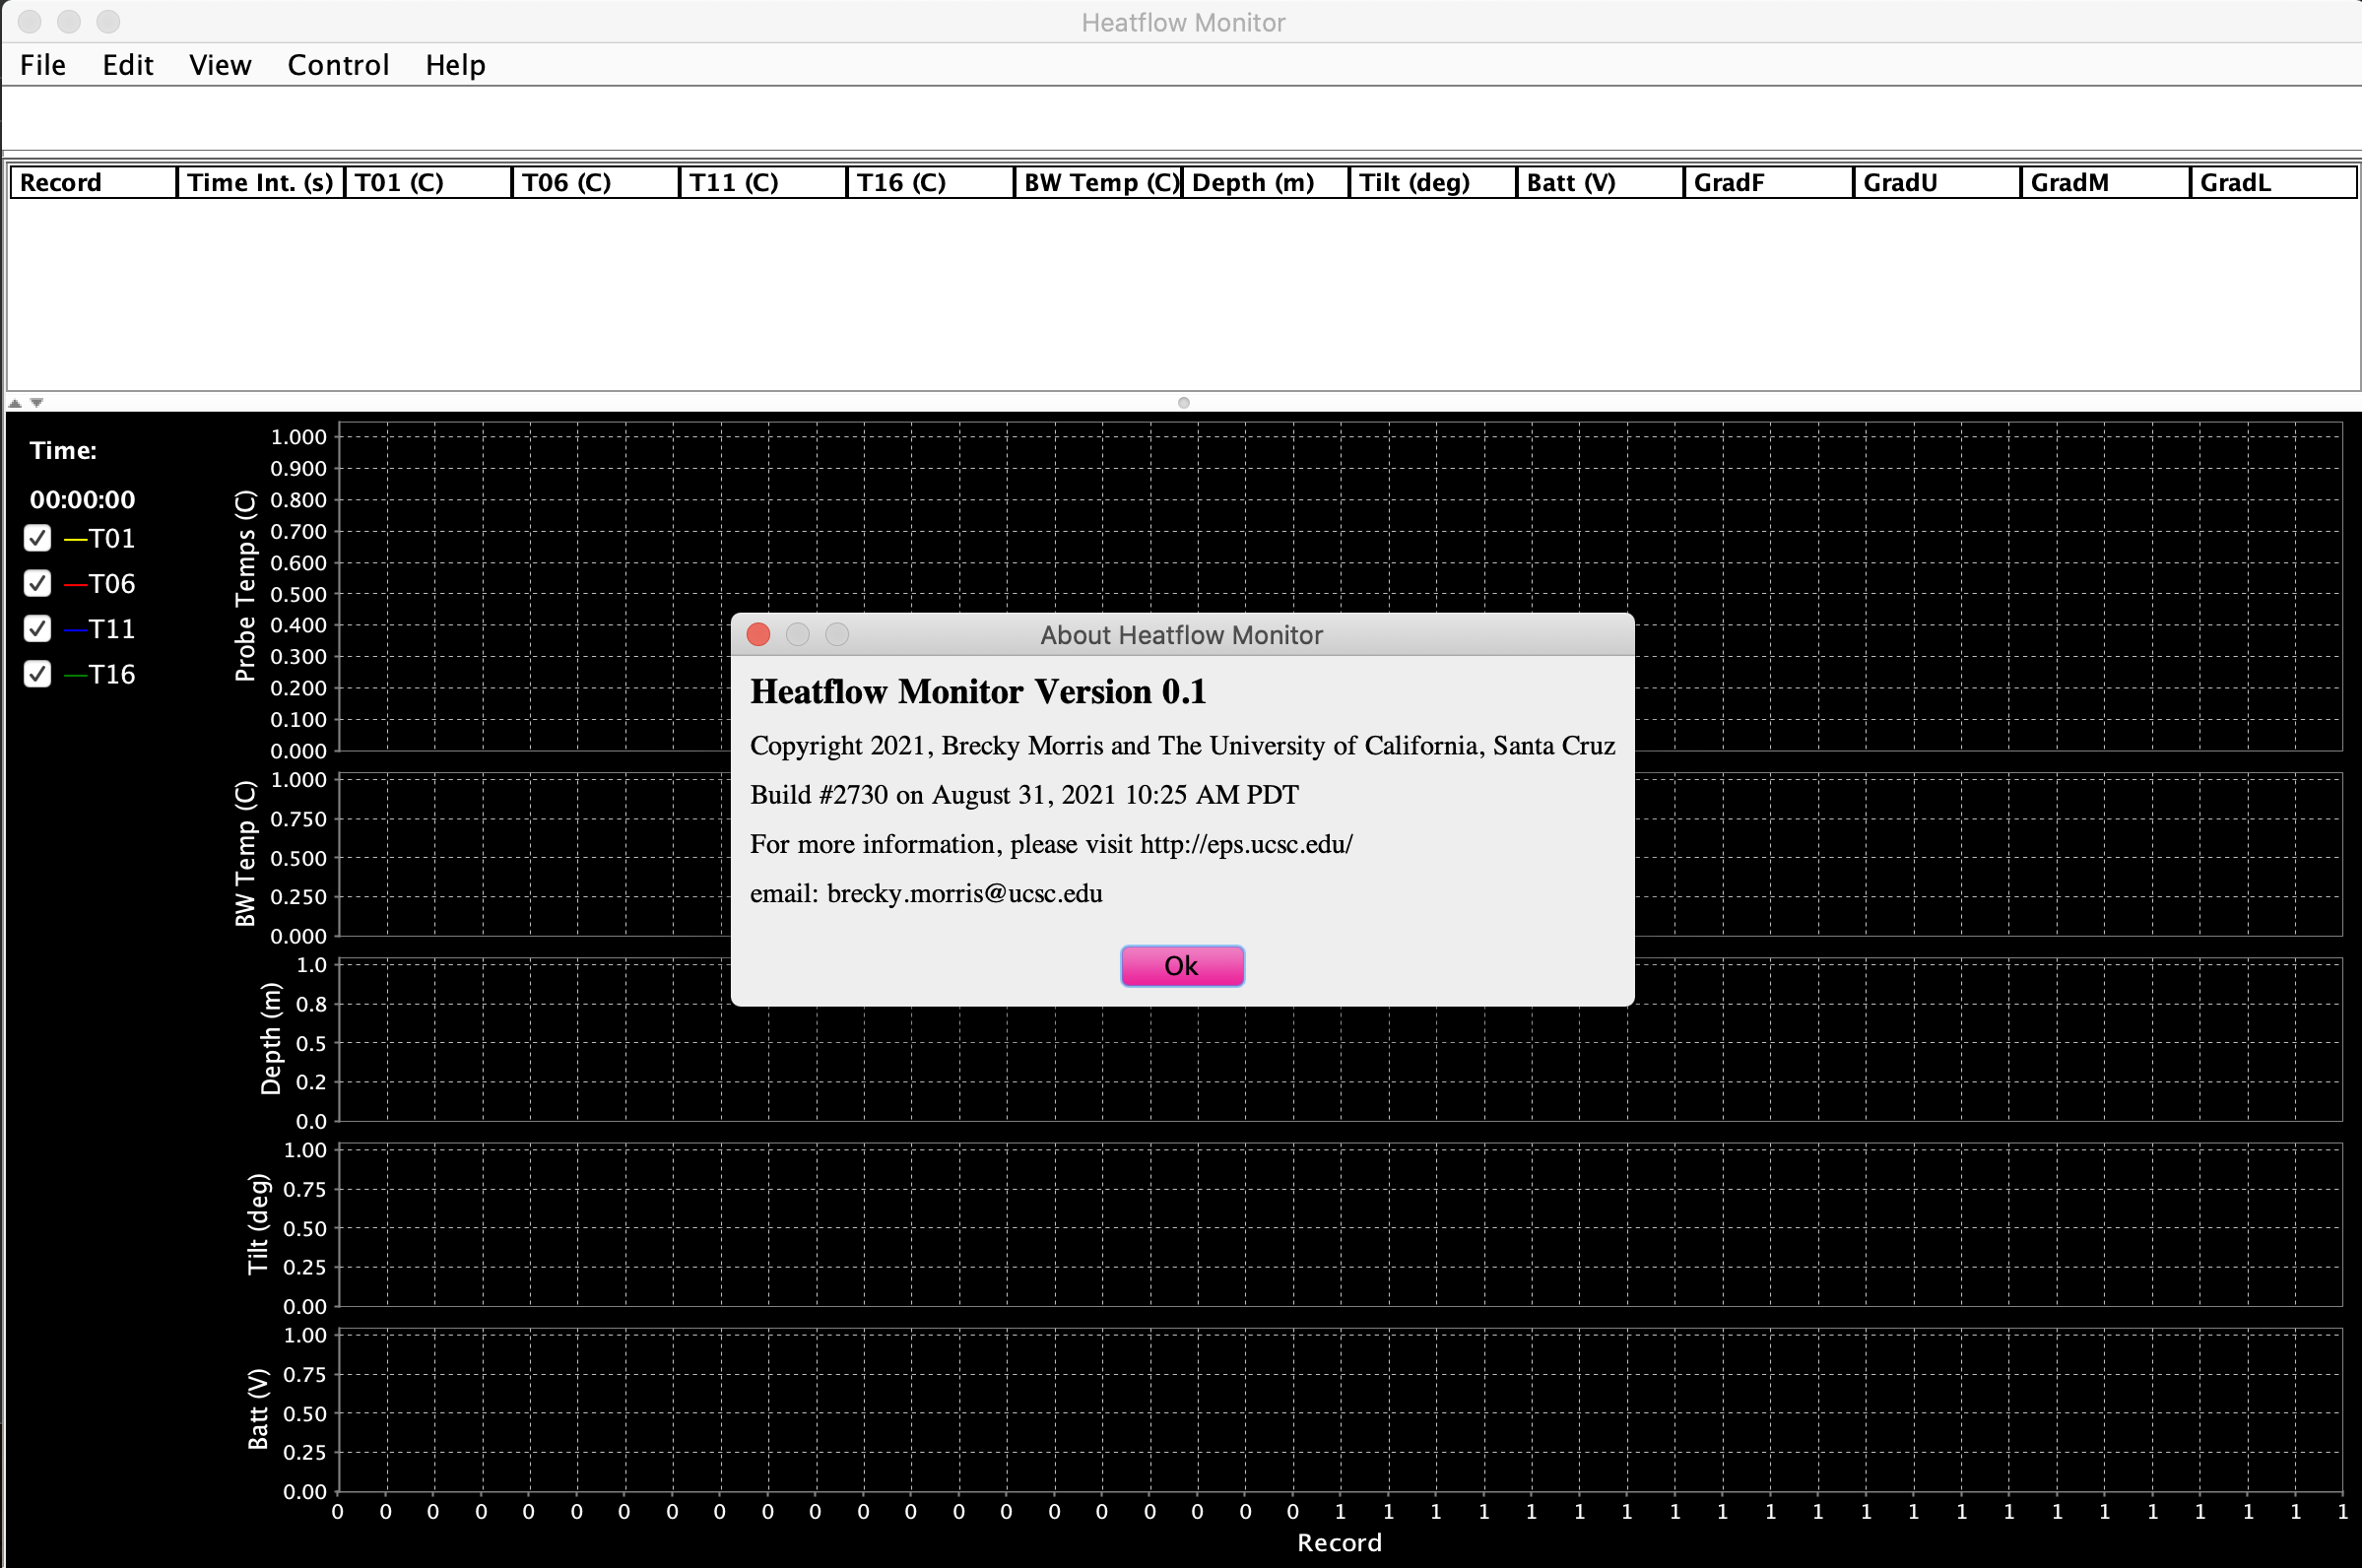 Heatflow Monitor
File Edit View Control Help
Record Time Int. (s) T01 (C) T06 (C) T11 (C) T16 (C) BW Temp (C) Depth (m) Tilt (deg) Batt (V) GradF GradU GradM GradL
Time:
00:00:00
T01
T06
T11
T16
Probe Temps (C)
1.000
0.900
0.800
0.700
0.600
0.500
0.400
0.300
0.200
0.100
0.000
BW Temp (C)
1.000
0.750
0.500
0.250
0.000
Depth (m)
1.0
0.8
0.5
0.2
0.0
Tilt (deg)
1.00
0.75
0.50
0.25
0.00
Batt (V)
1.00
0.75
0.50
0.25
0.00
0 0 0 0 0 0 0 0 0 0 0 0 0 0 0 0 0 0 0 0 0 1 1 1 1 1 1 1 1 1 1 1 1 1 1 1 1 1 1 1 1 1 1
Record
About Heatflow Monitor
Heatflow Monitor Version 0.1
Copyright 2021, Brecky Morris and The University of California, Santa Cruz
Build #2730 on August 31, 2021 10:25 AM PDT
For more information, please visit http://eps.ucsc.edu/
email: brecky.morris@ucsc.edu
Ok